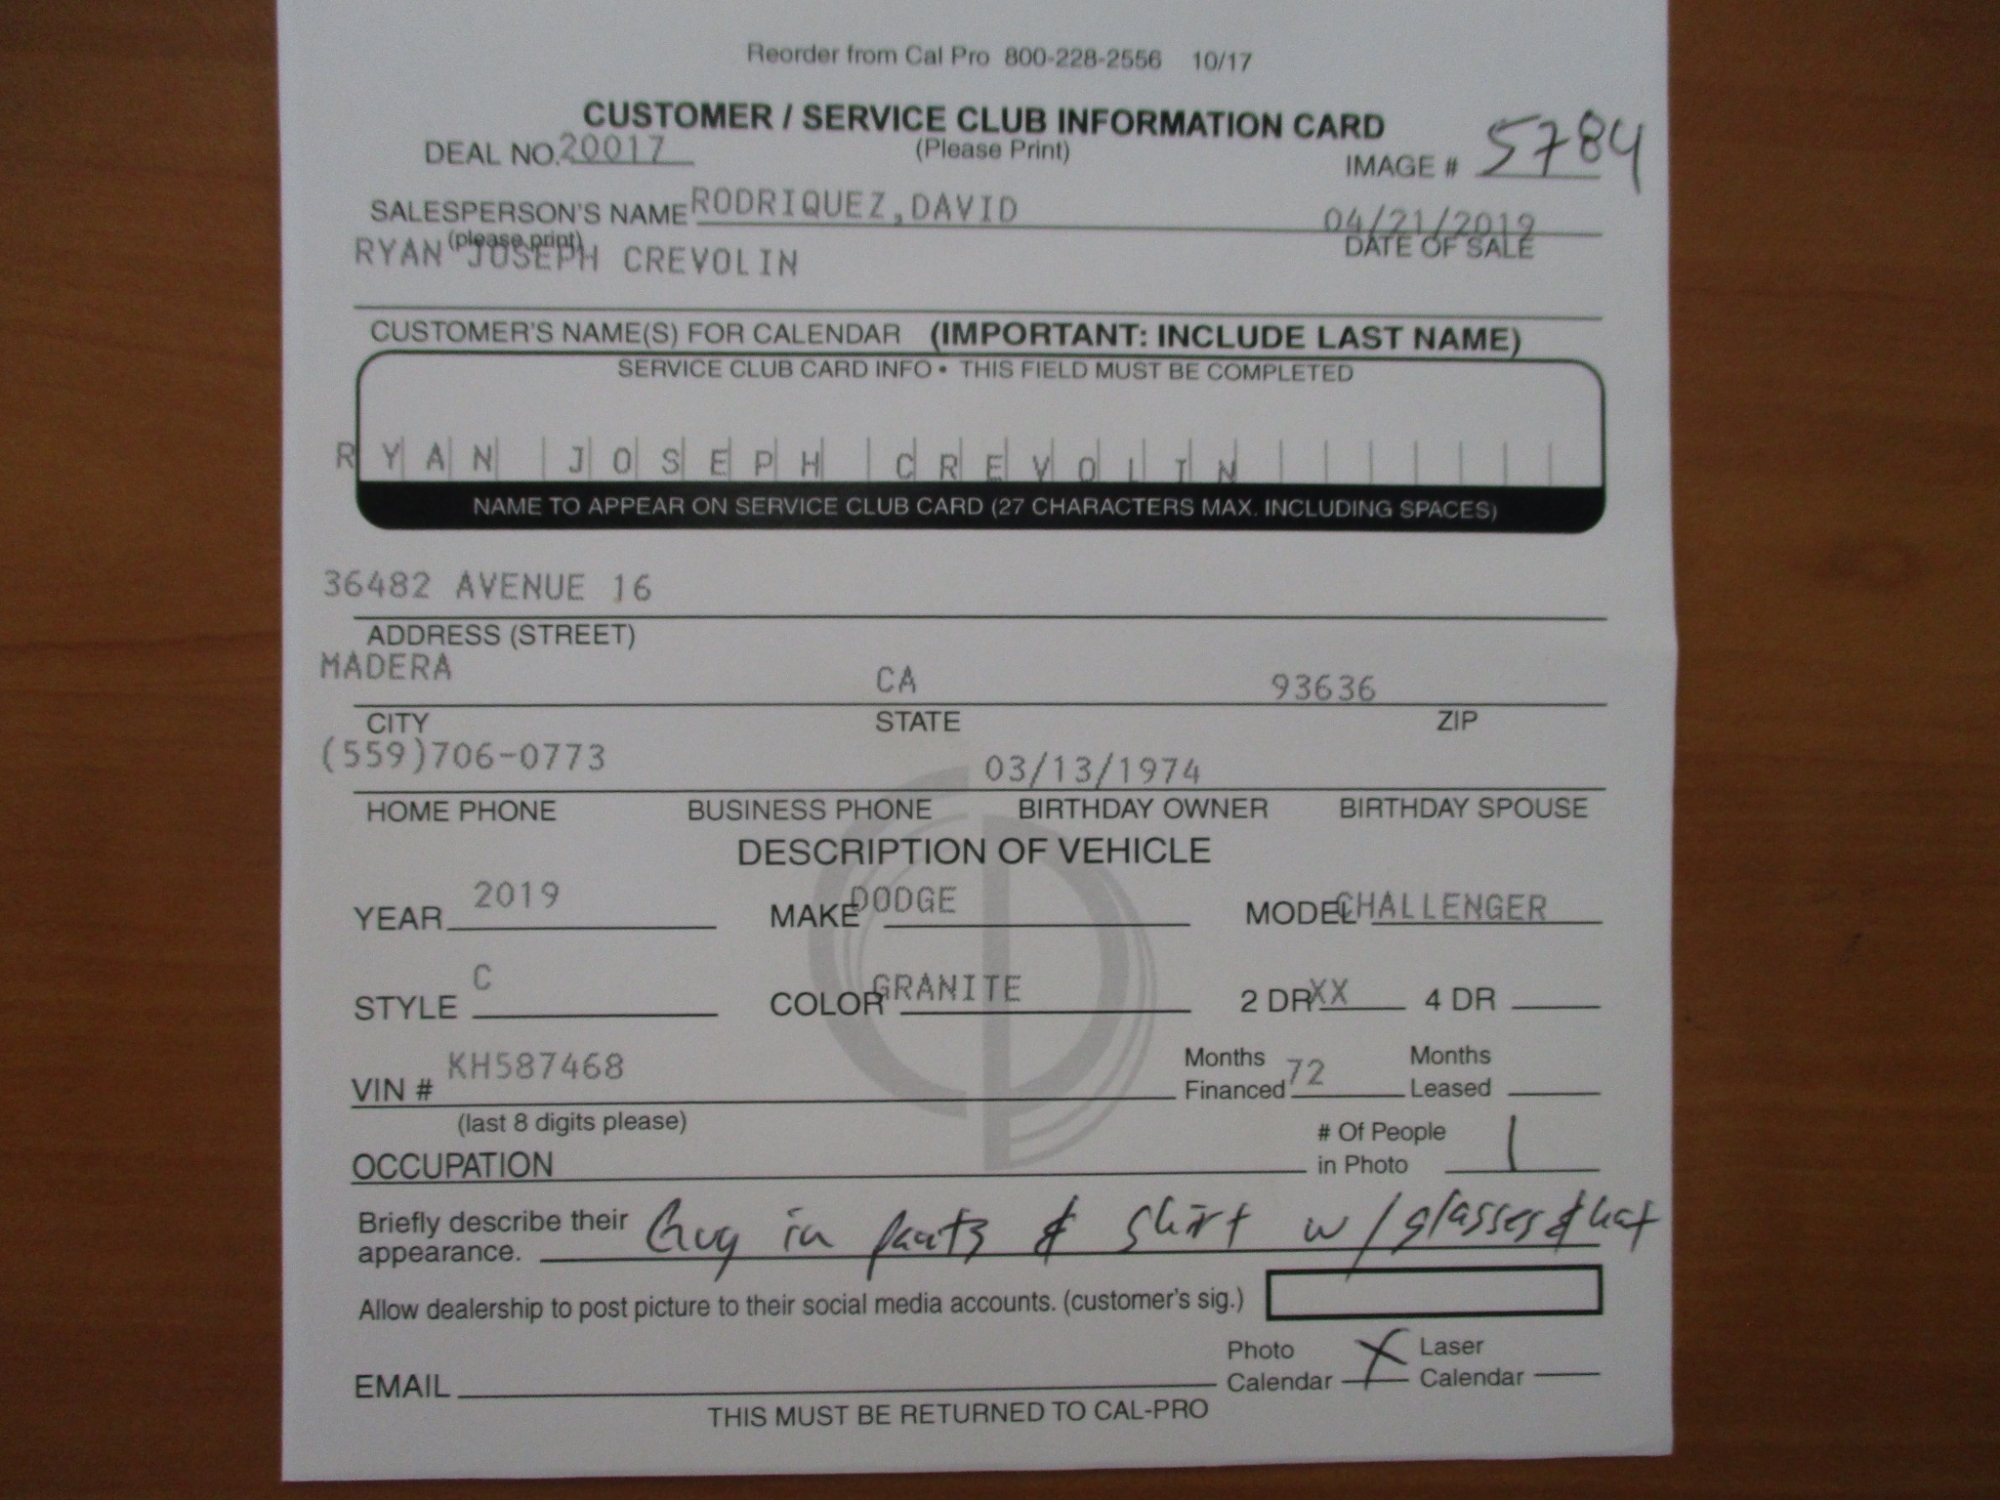 Reorder from Cal Pro 800-228-2556 10/17
CUSTOMER / SERVICE CLUB INFORMATION CARD
DEAL NO. 20017 (Please Print) IMAGE # 5784
SALESPERSON'S NAME RODRIQUEZ,DAVID 04/21/2019
(please print) DATE OF SALE
RYAN JOSEPH CREVOLIN
CUSTOMER'S NAME(S) FOR CALENDAR (IMPORTANT: INCLUDE LAST NAME)
SERVICE CLUB CARD INFO • THIS FIELD MUST BE COMPLETED
RYAN JOSEPH CREVOLIN
NAME TO APPEAR ON SERVICE CLUB CARD (27 CHARACTERS MAX. INCLUDING SPACES)
36482 AVENUE 16
ADDRESS (STREET)
MADERA CA 93636
CITY STATE ZIP
(559)706-0773 03/13/1974
HOME PHONE BUSINESS PHONE BIRTHDAY OWNER BIRTHDAY SPOUSE
DESCRIPTION OF VEHICLE
YEAR 2019 MAKE DODGE MODEL CHALLENGER
STYLE C COLOR GRANITE 2 DR XX 4 DR
VIN # KH587468 Months Financed 72 Months Leased
(last 8 digits please)
OCCUPATION # Of People in Photo 1
Briefly describe their appearance. Guy in pants & shirt w/glasses & hat
Allow dealership to post picture to their social media accounts. (customer's sig.)
EMAIL Photo Calendar X Laser Calendar
THIS MUST BE RETURNED TO CAL-PRO